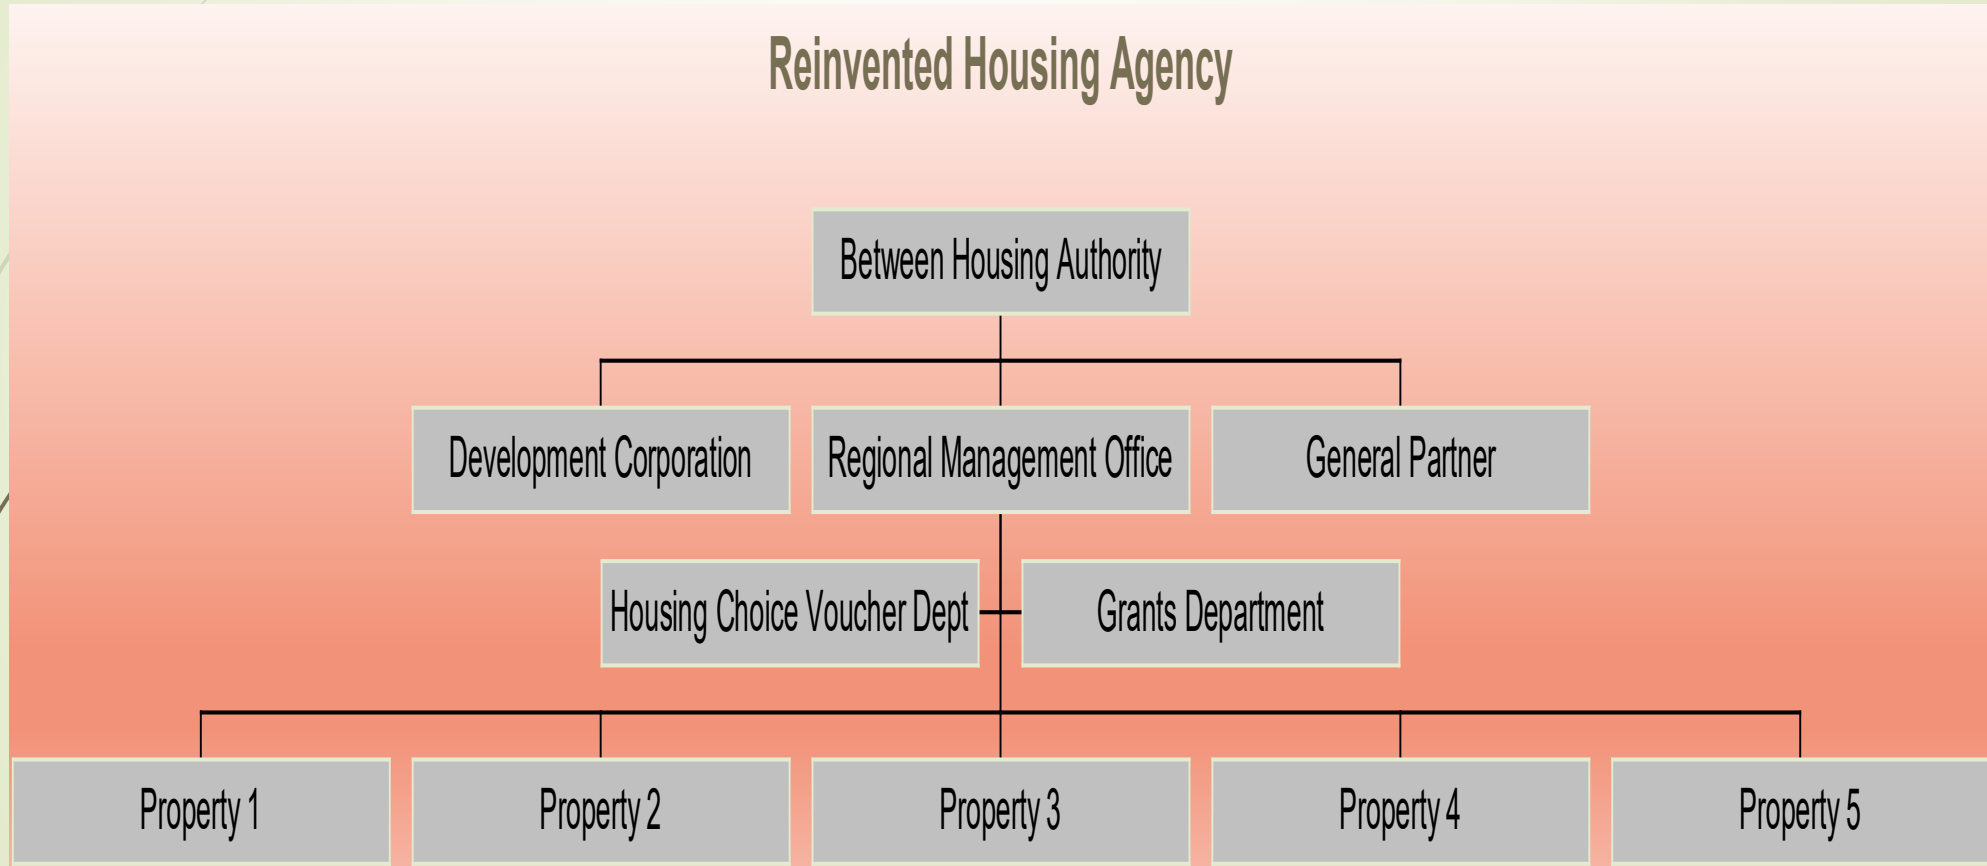 Reinvented Housing Agency
Between Housing Authority
Development Corporation
Regional Management Office
General Partner
Housing Choice Voucher Dept
Grants Department
Property 1
Property 2
Property 3
Property 4
Property 5